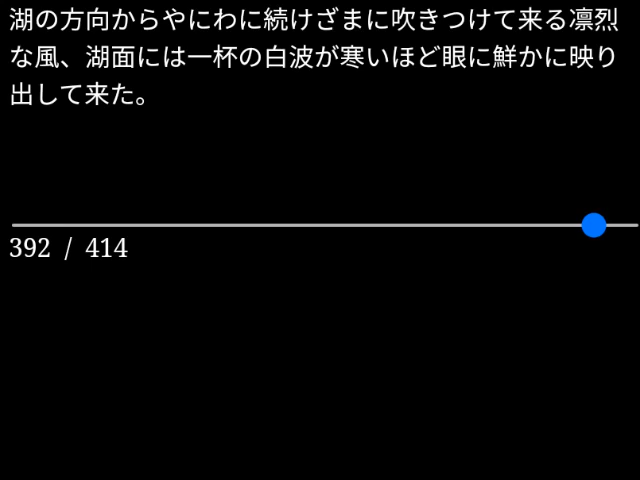 湖の方向からやにわに続けざまに吹きつけて来る凛烈
な風、湖面には一杯の白波が寒いほど眼に鮮かに映り
出して来た。
392 / 414